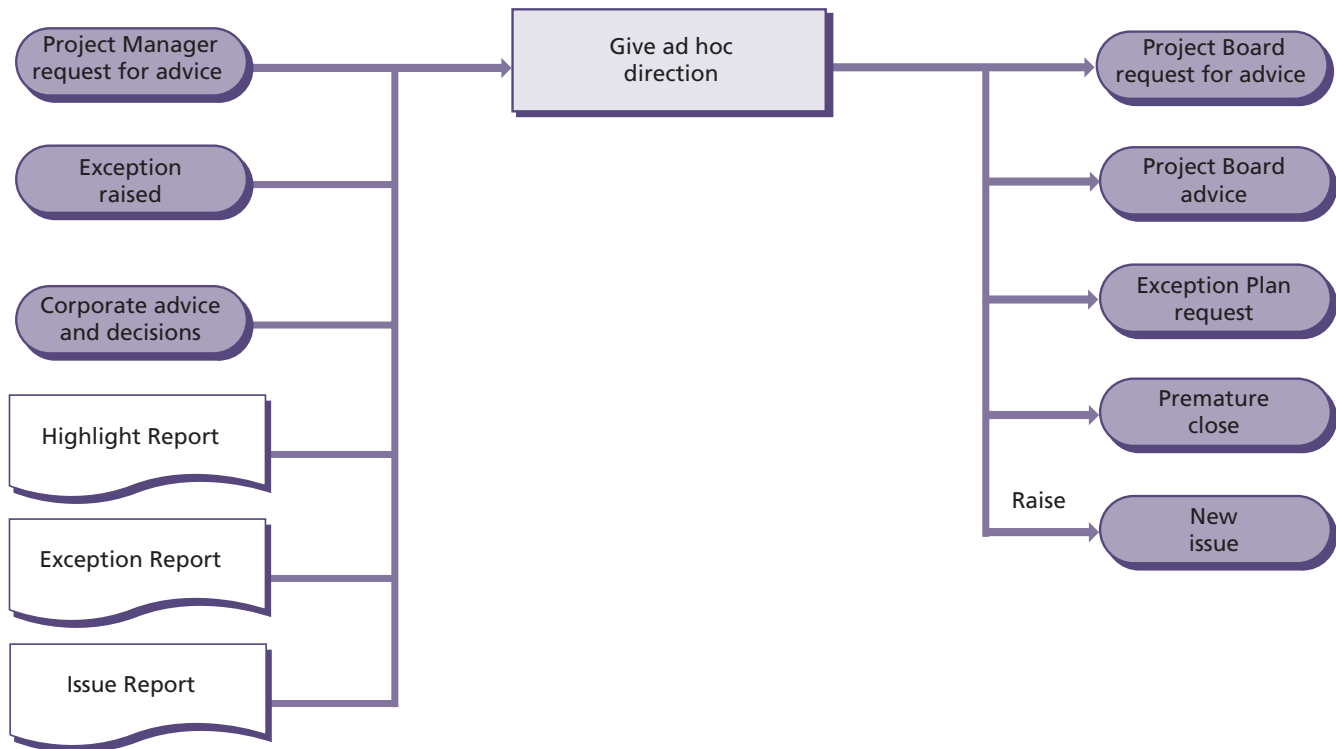 Project Manager
request for advice
Exception
raised
Corporate advice
and decisions
Highlight Report
Exception Report
Issue Report
Give ad hoc
direction
Project Board
request for advice
Project Board
advice
Exception Plan
request
Premature
close
Raise
New
issue